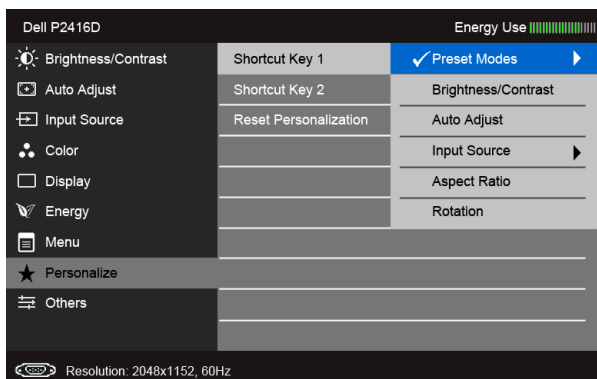 Dell P2416D
Energy Use
Brightness/Contrast
Auto Adjust
Input Source
Color
Display
Energy
Menu
Personalize
Others
Shortcut Key 1
Shortcut Key 2
Reset Personalization
Preset Modes
Brightness/Contrast
Auto Adjust
Input Source
Aspect Ratio
Rotation
Resolution: 2048x1152, 60Hz